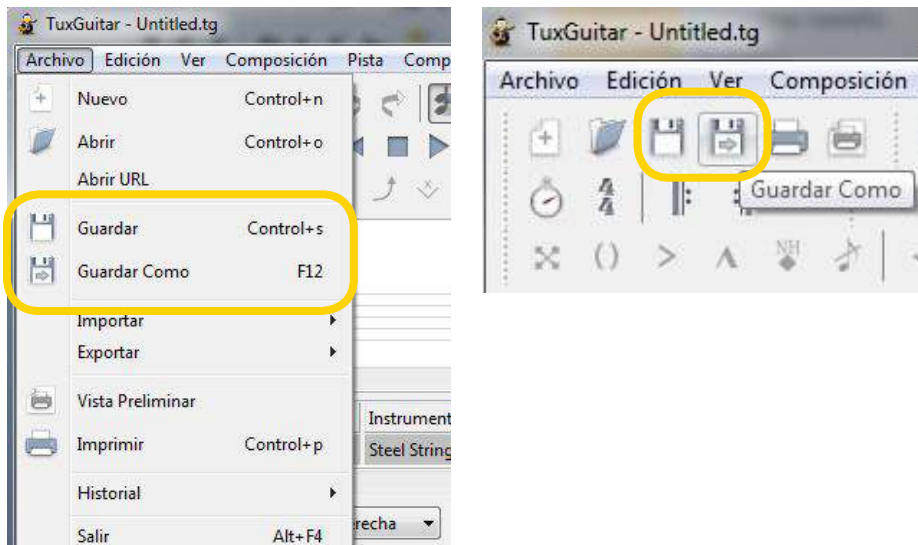 TuxGuitar - Untitled.tg
Archivo Edición Ver Composición Pista Comp
Nuevo Control+n
Abrir Control+o
Abrir URL
Guardar Control+s
Guardar Como F12
Importar
Exportar
Vista Preliminar
Imprimir Control+p
Historial
Salir Alt+F4
Instrument
Steel String
recha
TuxGuitar - Untitled.tg
Archivo Edición Ver Composición
4
4
Guardar Como
NH